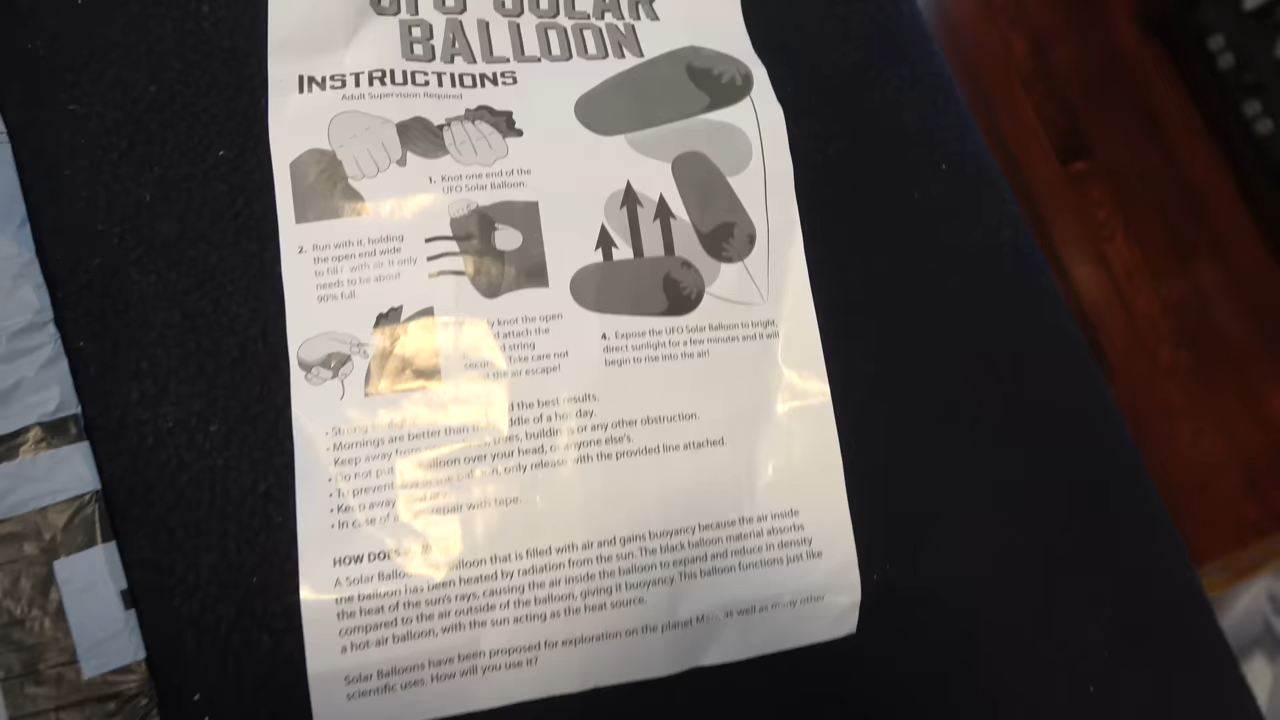 UFO SOLAR
BALLOON
INSTRUCTIONS
Adult Supervision Required
1. Knot one end of the
UFO Solar Balloon.
2. Run with it, holding
the open end wide
to fill with air. It only
needs to be about
90% full.
knot the open
attach the
string
Take care not
the air escape!
4. Expose the UFO Solar Balloon to bright,
direct sunlight for a few minutes and it will
begin to rise into the air!
the best results.
• Mornings are better than of a hot day.
• Keep away from or any other obstruction.
• Do not put balloon over your head, or anyone else's.
• To prevent only release with the provided line attached.
• Keep away
• In case of repair with tape.
HOW DOES
A Solar balloon that is filled with air and gains buoyancy because the air inside
the balloon has been heated by radiation from the sun. The black balloon material absorbs
the heat of the sun's rays, causing the air inside the balloon to expand and reduce in density
compared to the air outside of the balloon, giving it buoyancy. This balloon functions just like
a hot-air balloon, with the sun acting as the heat source.
Solar Balloons have been proposed for exploration on the planet Mars, as well as many other
scientific uses. How will you use it?